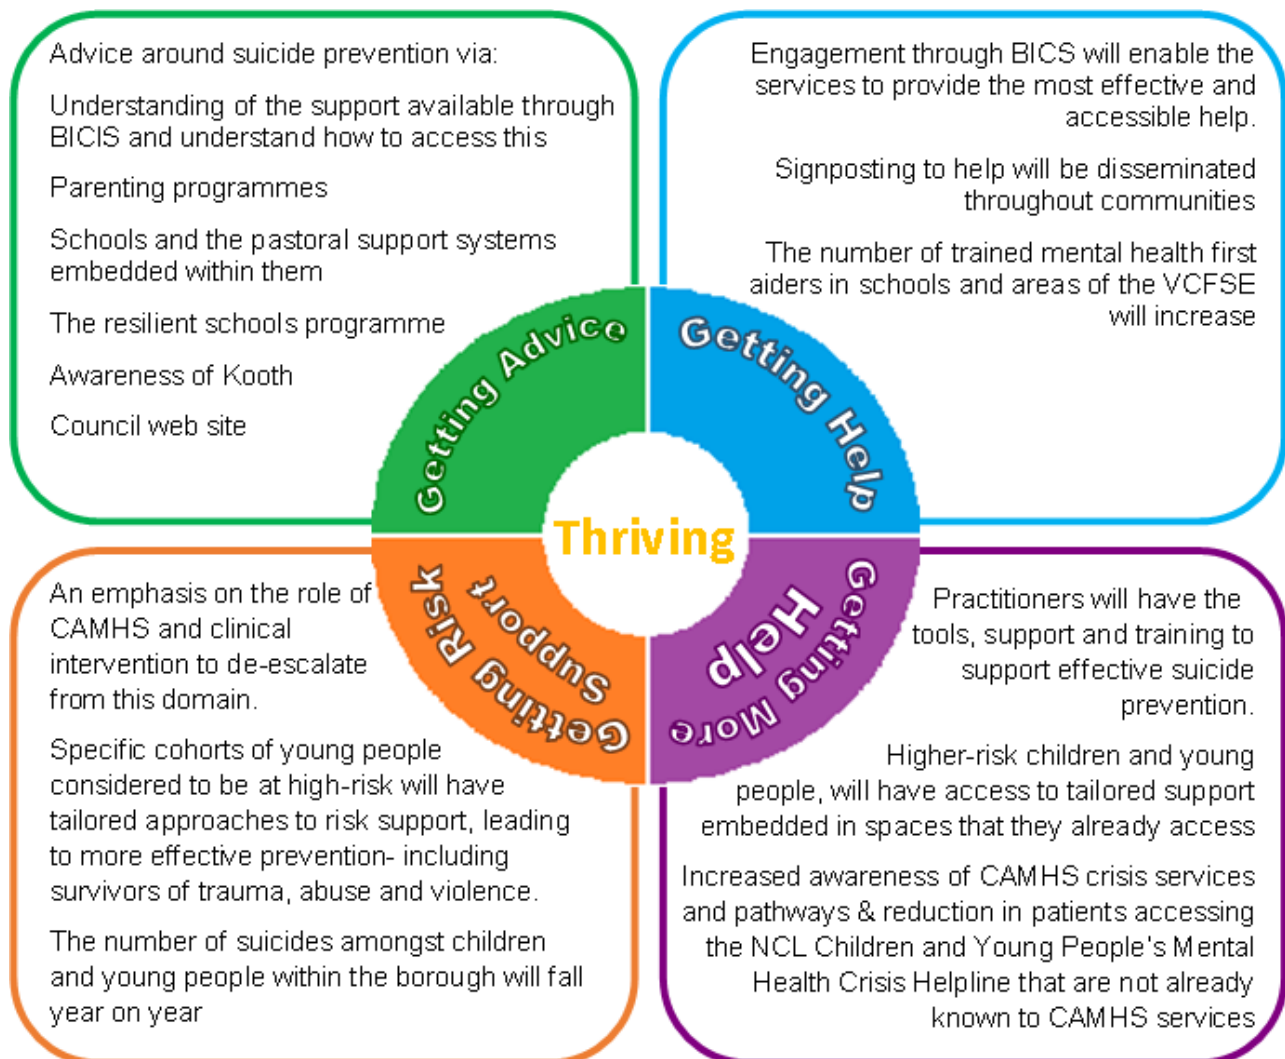 Advice around suicide prevention via:
Understanding of the support available through
BICIS and understand how to access this
Parenting programmes
Schools and the pastoral support systems
embedded within them
The resilient schools programme
Awareness of Kooth
Council web site
Engagement through BICS will enable the
services to provide the most effective and
accessible help.
Signposting to help will be disseminated
throughout communities
The number of trained mental health first
aiders in schools and areas of the VCFSE
will increase
Getting Advice
Getting Help
Thriving
Getting Risk
Support
Getting More
Help
An emphasis on the role of
CAMHS and clinical
intervention to de-escalate
from this domain.
Specific cohorts of young people
considered to be at high-risk will have
tailored approaches to risk support, leading
to more effective prevention- including
survivors of trauma, abuse and violence.
The number of suicides amongst children
and young people within the borough will fall
year on year
Practitioners will have the
tools, support and training to
support effective suicide
prevention.
Higher-risk children and young
people, will have access to tailored support
embedded in spaces that they already access
Increased awareness of CAMHS crisis services
and pathways & reduction in patients accessing
the NCL Children and Young People's Mental
Health Crisis Helpline that are not already
known to CAMHS services